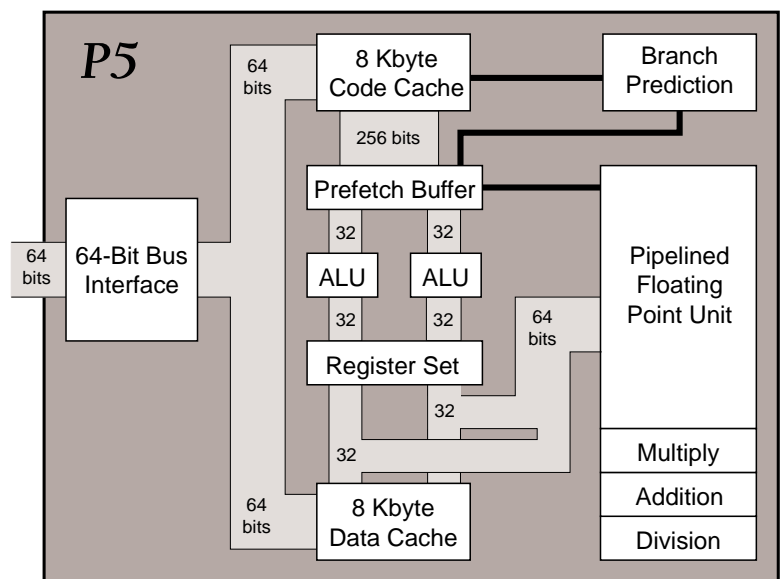 P5
64
bits
8 Kbyte
Code Cache
Branch
Prediction
256 bits
Prefetch Buffer
64
bits
64-Bit Bus
Interface
32
32
ALU
ALU
Pipelined
Floating
Point Unit
32
32
64
bits
Register Set
32
32
Multiply
64
bits
8 Kbyte
Data Cache
Addition
Division